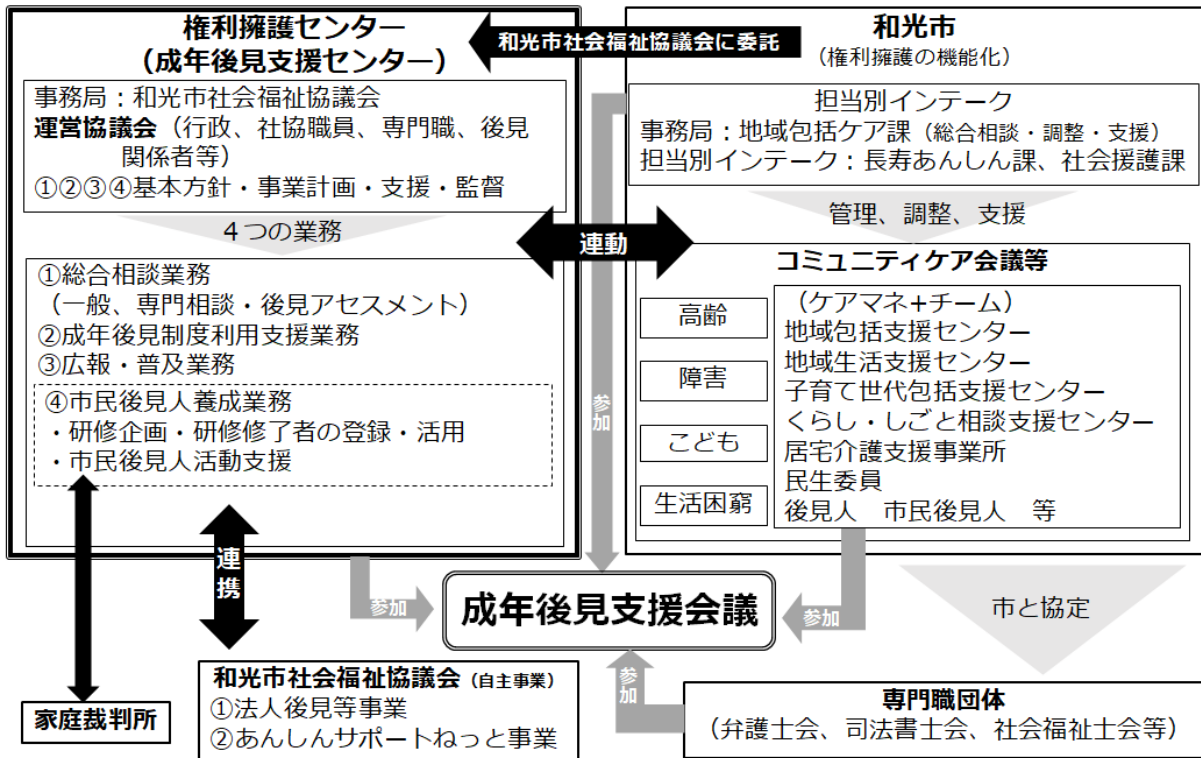 権利擁護センター
（成年後見支援センター）
事務局：和光市社会福祉協議会
運営協議会（行政、社協職員、専門職、後見
関係者等）
①②③④基本方針・事業計画・支援・監督
４つの業務
①総合相談業務
（一般、専門相談・後見アセスメント）
②成年後見制度利用支援業務
③広報・普及業務
④市民後見人養成業務
・研修企画・研修修了者の登録・活用
・市民後見人活動支援
和光市社会福祉協議会に委託
和光市
（権利擁護の機能化）
担当別インテーク
事務局：地域包括ケア課（総合相談・調整・支援）
担当別インテーク：長寿あんしん課、社会援護課
管理、調整、支援
連動
参加
コミュニティケア会議等
高齢
障害
こども
生活困窮
（ケアマネ+チーム）
地域包括支援センター
地域生活支援センター
子育て世代包括支援センター
くらし・しごと相談支援センター
居宅介護支援事業所
民生委員
後見人　市民後見人　等
連携
参加
成年後見支援会議
参加
市と協定
家庭裁判所
和光市社会福祉協議会（自主事業）
①法人後見等事業
②あんしんサポートねっと事業
参加
専門職団体
（弁護士会、司法書士会、社会福祉士会等）